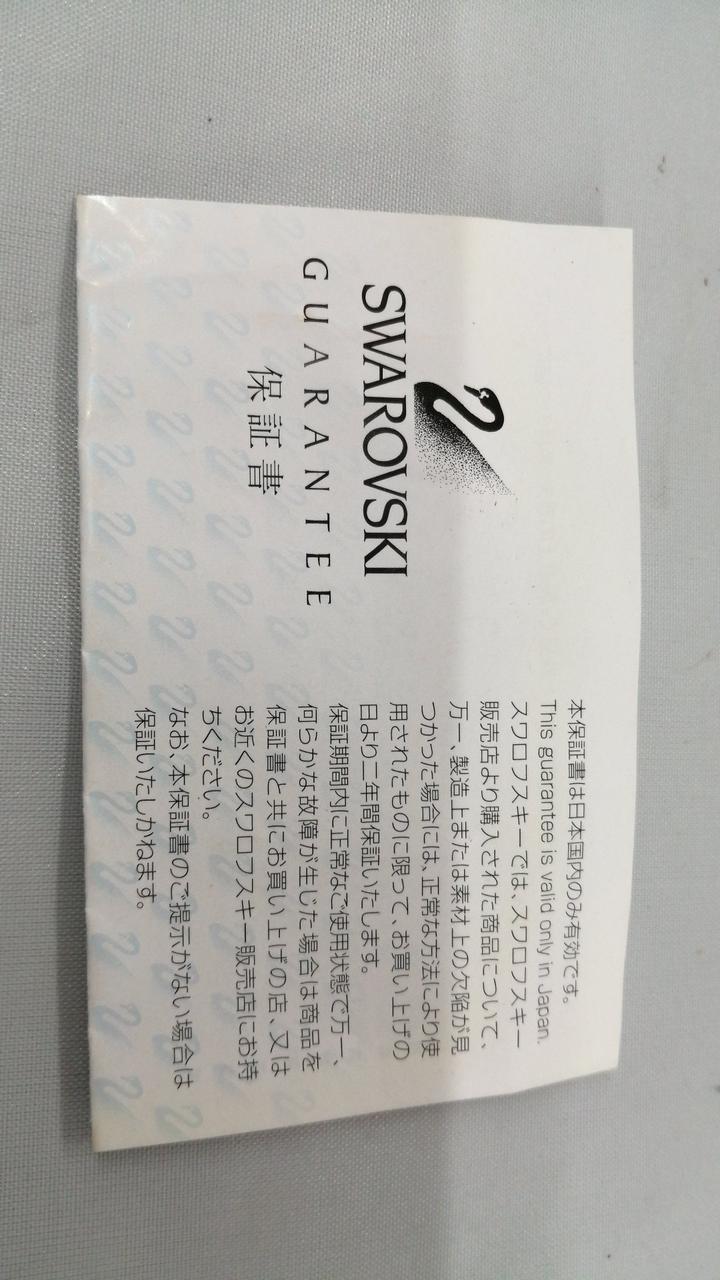 SWAROVSKI
GUARANTEE
保証書
本保証書は日本国内のみ有効です。
This guarantee is valid only in Japan.
スワロフスキーでは、スワロフスキー
販売店より購入された商品について、
万一、製造上または素材上の欠陥が見
つかった場合には、正常な方法により使
用されたものに限って、お買い上げの
日より二年間保証いたします。
保証期間内に正常なご使用状態で万一、
何らかな故障が生じた場合は商品を
保証書と共にお買い上げの店、又は
お近くのスワロフスキー販売店にお持
ちください。
なお、本保証書のご提示がない場合は
保証いたしかねます。